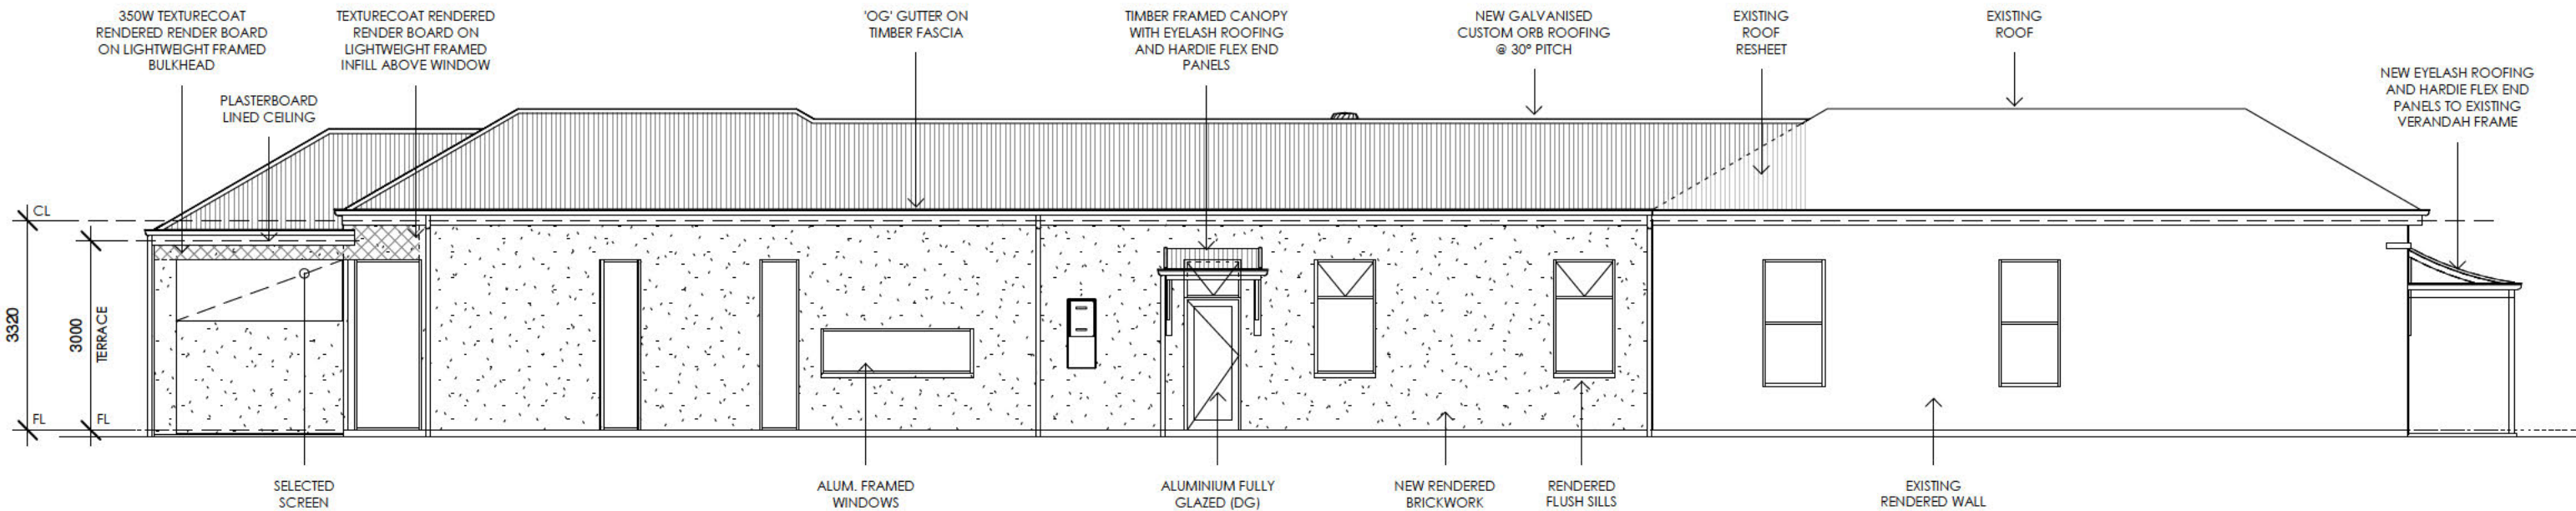 350W TEXTURECOAT
RENDERED RENDER BOARD
ON LIGHTWEIGHT FRAMED
BULKHEAD
TEXTURECOAT RENDERED
RENDER BOARD ON
LIGHTWEIGHT FRAMED
INFILL ABOVE WINDOW
'OG' GUTTER ON
TIMBER FASCIA
TIMBER FRAMED CANOPY
WITH EYELASH ROOFING
AND HARDIE FLEX END
PANELS
NEW GALVANISED
CUSTOM ORB ROOFING
@ 30° PITCH
EXISTING
ROOF
RESHEET
EXISTING
ROOF
NEW EYELASH ROOFING
AND HARDIE FLEX END
PANELS TO EXISTING
VERANDAH FRAME
PLASTERBOARD
LINED CEILING
CL
3320
3000
TERRACE
FL
FL
SELECTED
SCREEN
ALUM. FRAMED
WINDOWS
ALUMINIUM FULLY
GLAZED (DG)
NEW RENDERED
BRICKWORK
RENDERED
FLUSH SILLS
EXISTING
RENDERED WALL